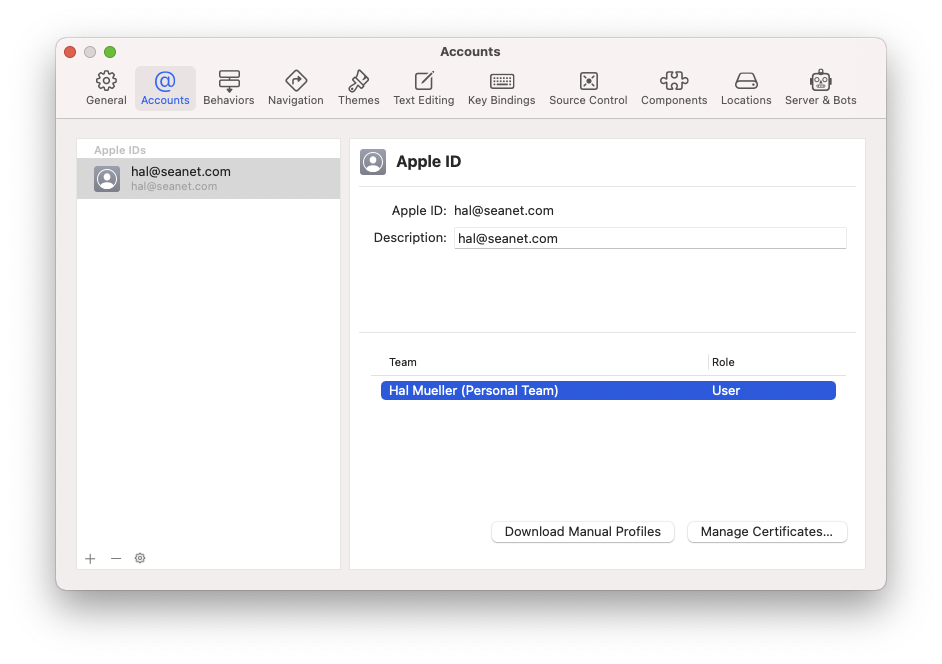 Accounts
General
Accounts
Behaviors
Navigation
Themes
Text Editing
Key Bindings
Source Control
Components
Locations
Server & Bots
Apple IDs
hal@seanet.com
hal@seanet.com
Apple ID
Apple ID: hal@seanet.com
Description: hal@seanet.com
Team Role
Hal Mueller (Personal Team) User
Download Manual Profiles
Manage Certificates...